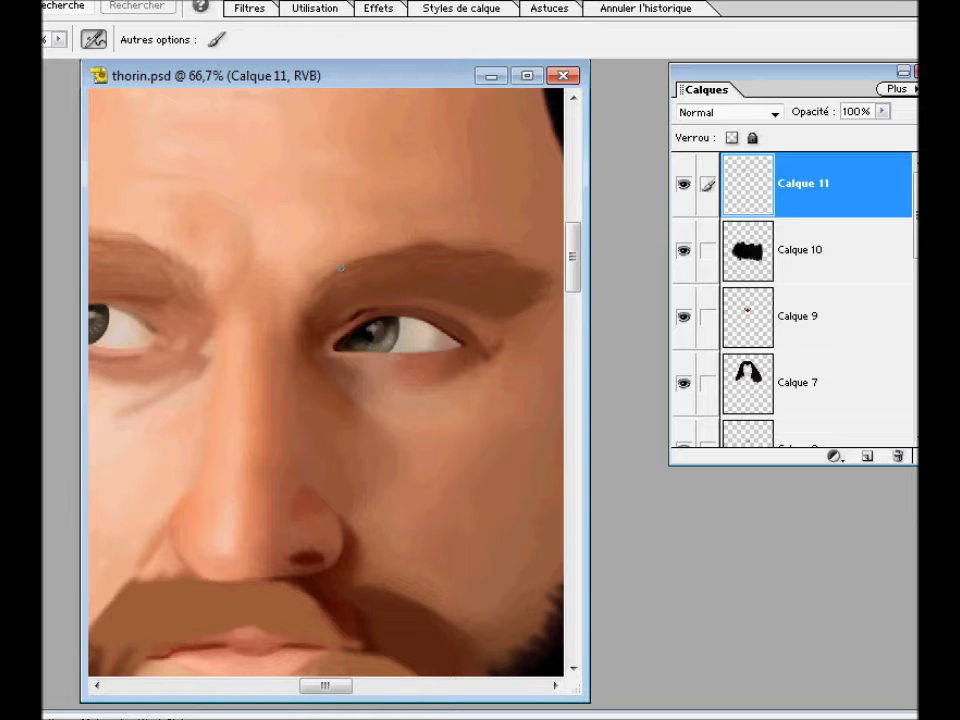 echerche
Rechercher
Filtres
Utilisation
Effets
Styles de calque
Astuces
Annuler l'historique
%
Autres options :
thorin.psd @ 66,7% (Calque 11, RVB)
Calques
Plus
Normal
Opacité : 100%
Verrou :
Calque 11
Calque 10
Calque 9
Calque 7